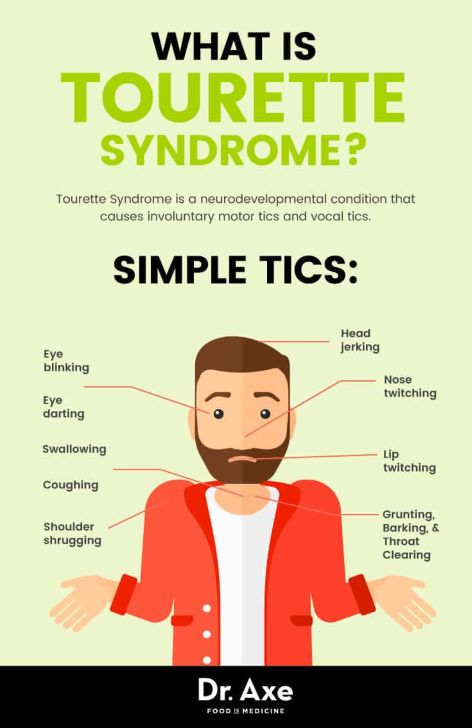 WHAT IS
TOURETTE
SYNDROME?
Tourette Syndrome is a neurodevelopmental condition that
causes involuntary motor tics and vocal tics.
SIMPLE TICS:
Eye
blinking
Eye
darting
Swallowing
Coughing
Shoulder
shrugging
Head
jerking
Nose
twitching
Lip
twitching
Grunting,
Barking, &
Throat
Clearing
Dr. Axe
FOOD IS MEDICINE